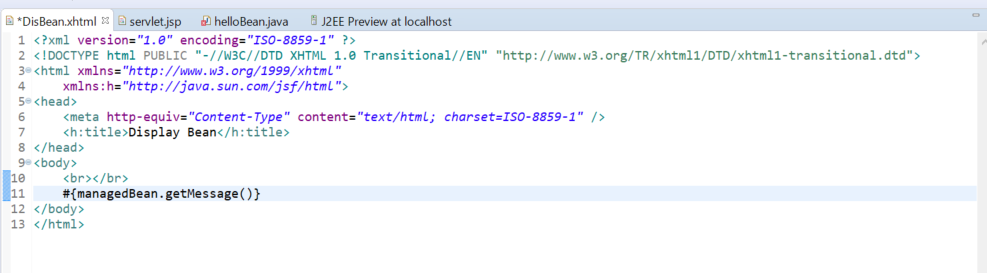 *DisBean.xhtml servlet.jsp helloBean.java J2EE Preview at localhost
1 <?xml version="1.0" encoding="ISO-8859-1" ?>
2 <!DOCTYPE html PUBLIC "-//W3C//DTD XHTML 1.0 Transitional//EN" "http://www.w3.org/TR/xhtml1/DTD/xhtml1-transitional.dtd">
3 <html xmlns="http://www.w3.org/1999/xhtml"
4     xmlns:h="http://java.sun.com/jsf/html">
5 <head>
6     <meta http-equiv="Content-Type" content="text/html; charset=ISO-8859-1" />
7     <h:title>Display Bean</h:title>
8 </head>
9 <body>
10     <br></br>
11     #{managedBean.getMessage()}
12 </body>
13 </html>